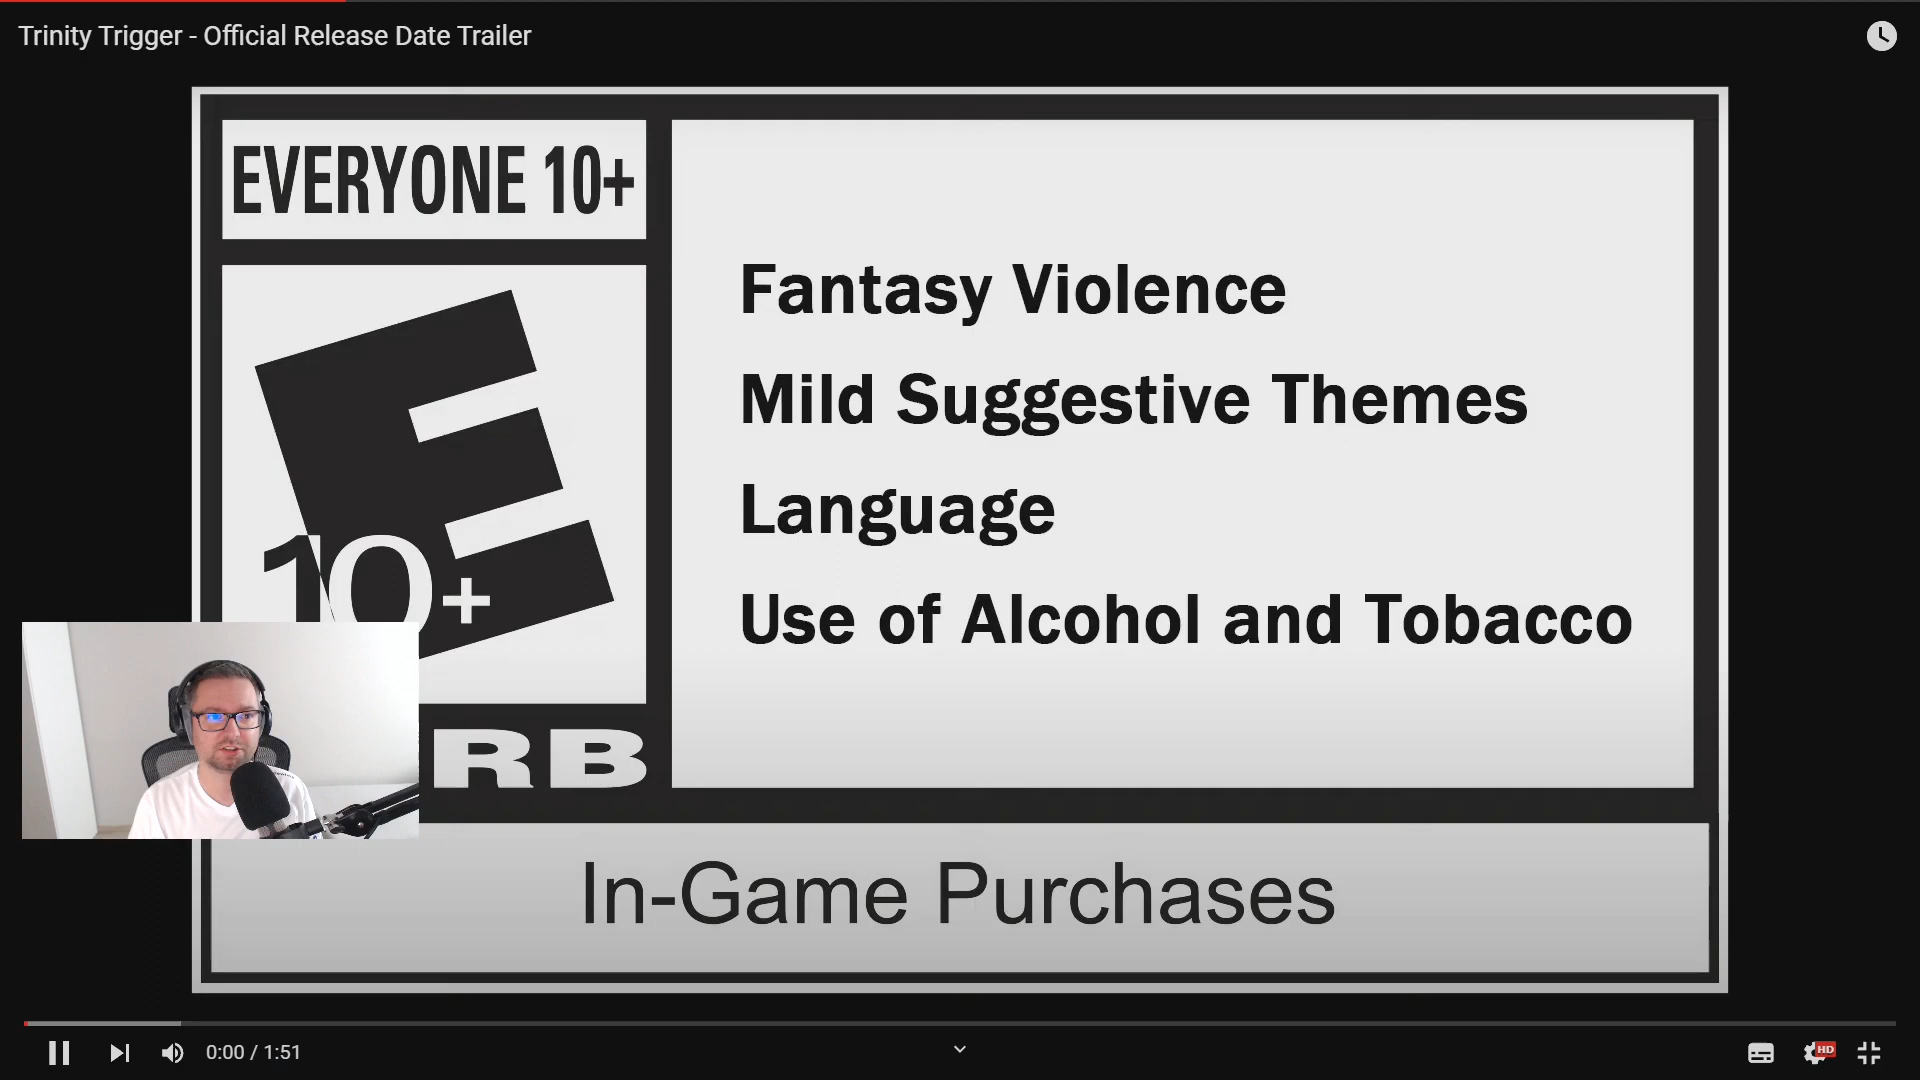 Trinity Trigger - Official Release Date Trailer
EVERYONE 10+
E
10+
Fantasy Violence
Mild Suggestive Themes
Language
Use of Alcohol and Tobacco
RB
In-Game Purchases
0:00 / 1:51
HD